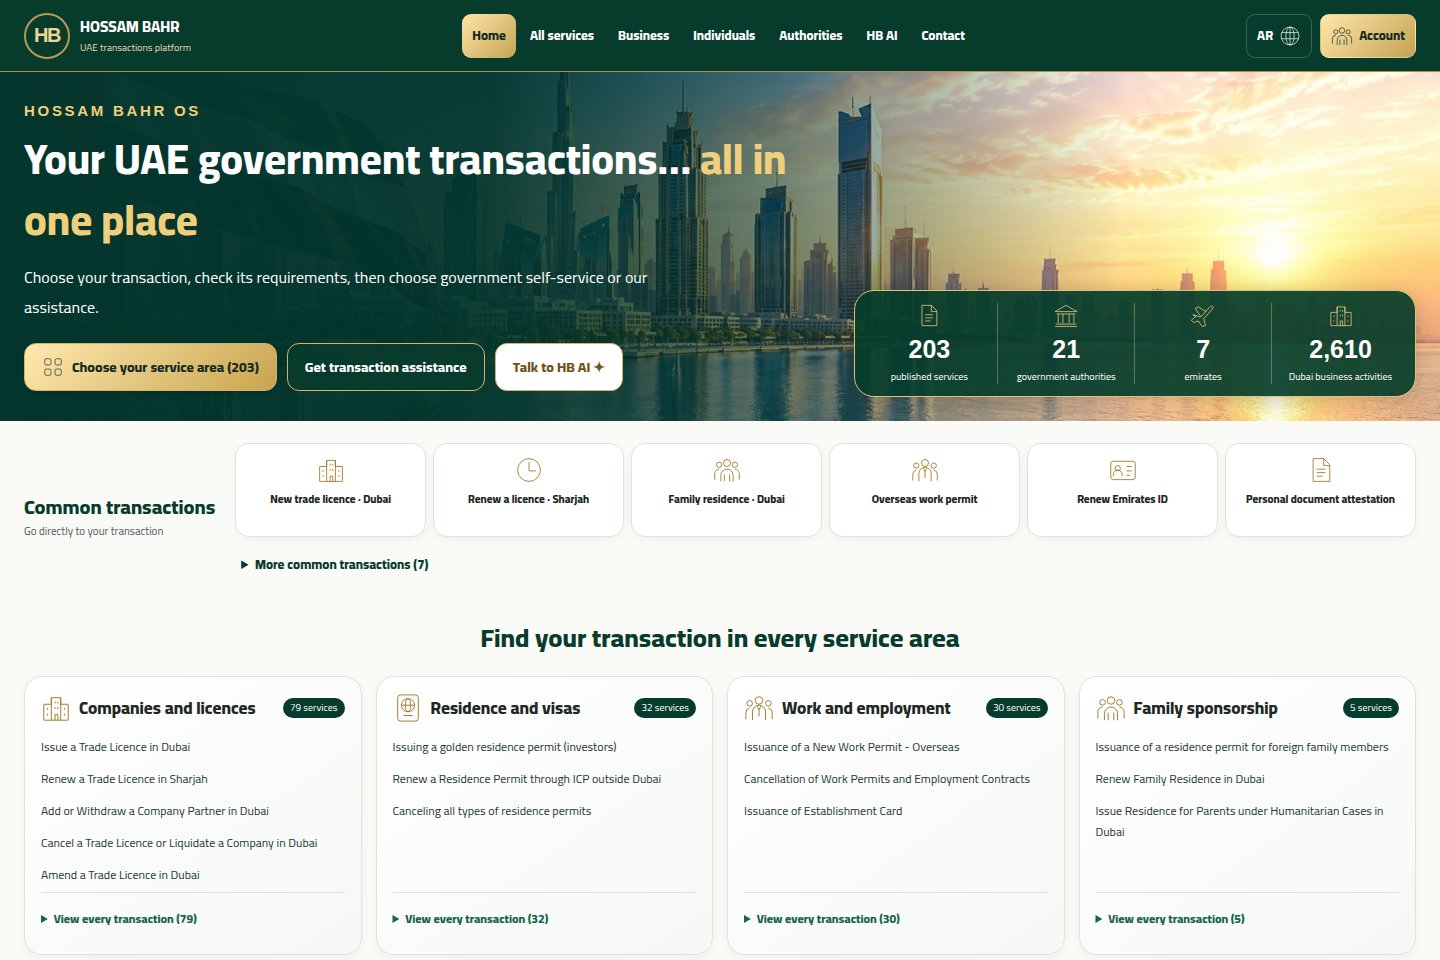 HB
HOSSAM BAHR
UAE transactions platform
Home
All services
Business
Individuals
Authorities
HB AI
Contact
AR
Account
HOSSAM BAHR OS
Your UAE government transactions... all in
one place
Choose your transaction, check its requirements, then choose government self-service or our
assistance.
Choose your service area (203)
Get transaction assistance
Talk to HB AI ✦
203
published services
21
government authorities
7
emirates
2,610
Dubai business activities
Common transactions
Go directly to your transaction
New trade licence · Dubai
Renew a licence · Sharjah
Family residence · Dubai
Overseas work permit
Renew Emirates ID
Personal document attestation
▶ More common transactions (7)
Find your transaction in every service area
Companies and licences
79 services
Issue a Trade Licence in Dubai
Renew a Trade Licence in Sharjah
Add or Withdraw a Company Partner in Dubai
Cancel a Trade Licence or Liquidate a Company in Dubai
Amend a Trade Licence in Dubai
▶ View every transaction (79)
Residence and visas
32 services
Issuing a golden residence permit (investors)
Renew a Residence Permit through ICP outside Dubai
Canceling all types of residence permits
▶ View every transaction (32)
Work and employment
30 services
Issuance of a New Work Permit - Overseas
Cancellation of Work Permits and Employment Contracts
Issuance of Establishment Card
▶ View every transaction (30)
Family sponsorship
5 services
Issuance of a residence permit for foreign family members
Renew Family Residence in Dubai
Issue Residence for Parents under Humanitarian Cases in
Dubai
▶ View every transaction (5)